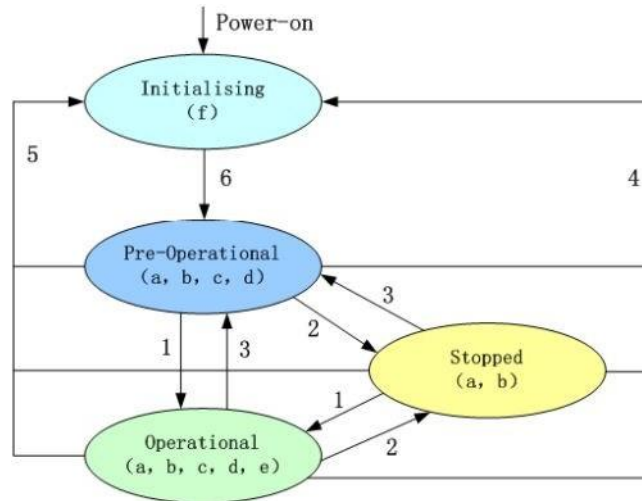 Power-on
Initialising
(f)
5
6
4
Pre-Operational
(a, b, c, d)
3
2
1
3
Stopped
(a, b)
1
Operational
(a, b, c, d, e)
2